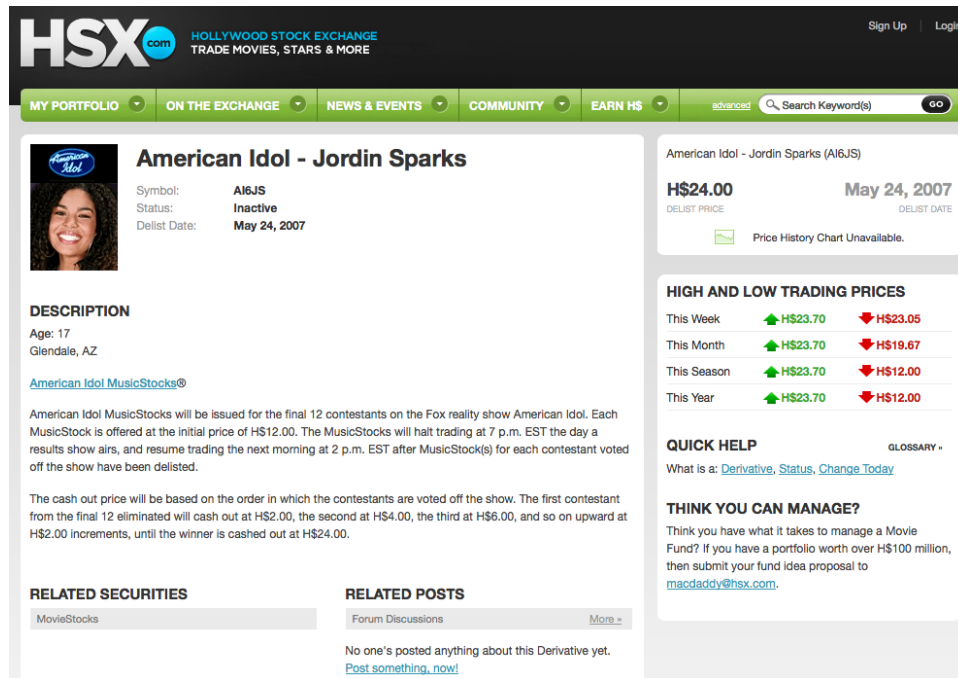 HSX.com
HOLLYWOOD STOCK EXCHANGE
TRADE MOVIES, STARS & MORE
Sign Up
Login
MY PORTFOLIO
ON THE EXCHANGE
NEWS & EVENTS
COMMUNITY
EARN H$
advanced
Search Keyword(s)
GO
American Idol
American Idol - Jordin Sparks
Symbol: AI6JS
Status: Inactive
Delist Date: May 24, 2007
DESCRIPTION
Age: 17
Glendale, AZ
American Idol MusicStocks®
American Idol MusicStocks will be issued for the final 12 contestants on the Fox reality show American Idol. Each
MusicStock is offered at the initial price of H$12.00. The MusicStocks will halt trading at 7 p.m. EST the day a
results show airs, and resume trading the next morning at 2 p.m. EST after MusicStock(s) for each contestant voted
off the show have been delisted.
The cash out price will be based on the order in which the contestants are voted off the show. The first contestant
from the final 12 eliminated will cash out at H$2.00, the second at H$4.00, the third at H$6.00, and so on upward at
H$2.00 increments, until the winner is cashed out at H$24.00.
RELATED SECURITIES
MovieStocks
RELATED POSTS
Forum Discussions More »
No one's posted anything about this Derivative yet.
Post something, now!
American Idol - Jordin Sparks (AI6JS)
H$24.00 May 24, 2007
DELIST PRICE DELIST DATE
Price History Chart Unavailable.
HIGH AND LOW TRADING PRICES
This Week H$23.70 H$23.05
This Month H$23.70 H$19.67
This Season H$23.70 H$12.00
This Year H$23.70 H$12.00
QUICK HELP GLOSSARY »
What is a: Derivative, Status, Change Today
THINK YOU CAN MANAGE?
Think you have what it takes to manage a Movie
Fund? If you have a portfolio worth over H$100 million,
then submit your fund idea proposal to
macdaddy@hsx.com.